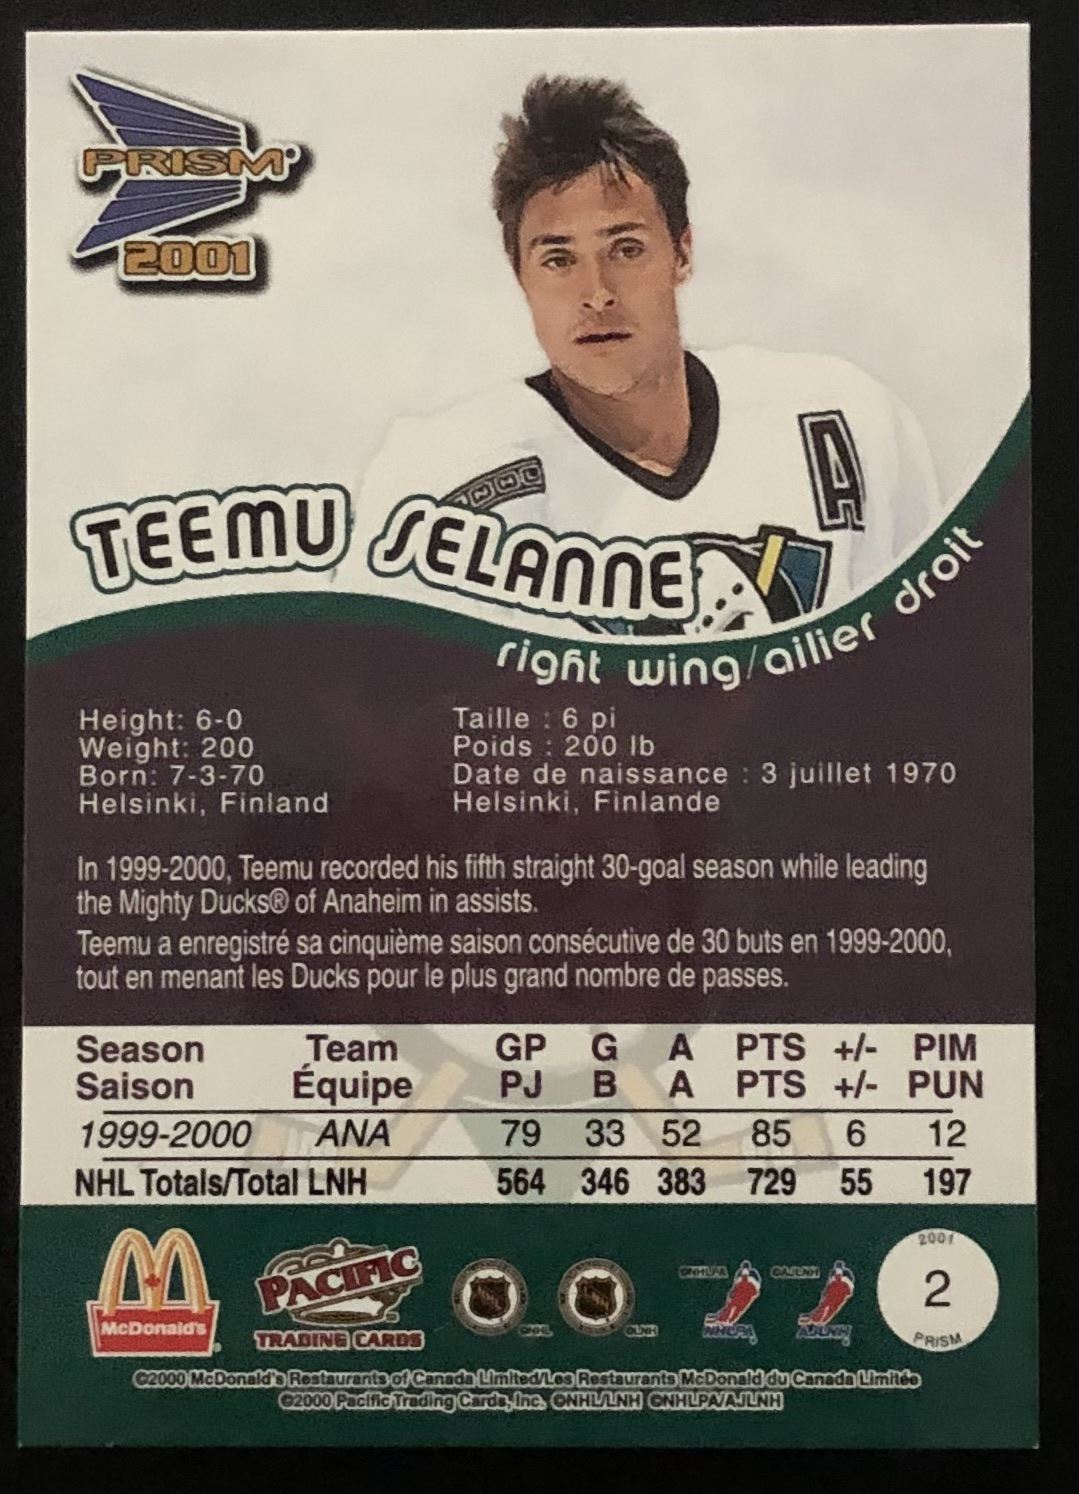 PRISM
2001
NHL
A
TEEMU SELANNE
right wing/ailier droit
Height: 6-0
Weight: 200
Born: 7-3-70
Helsinki, Finland
Taille : 6 pi
Poids : 200 lb
Date de naissance : 3 juillet 1970
Helsinki, Finlande
In 1999-2000, Teemu recorded his fifth straight 30-goal season while leading
the Mighty Ducks® of Anaheim in assists.
Teemu a enregistré sa cinquième saison consécutive de 30 buts en 1999-2000,
tout en menant les Ducks pour le plus grand nombre de passes.
Season Team GP G A PTS +/- PIM
Saison Équipe PJ B A PTS +/- PUN
1999-2000 ANA 79 33 52 85 6 12
NHL Totals/Total LNH 564 346 383 729 55 197
McDonald's
PACIFIC
TRADING CARDS
©NHL
©LNH
©NHLPA
NHLPA
©AJLNH
AJLNH
2001
2
PRISM
©2000 McDonald's Restaurants of Canada Limited/Les Restaurants McDonald du Canada Limitée
©2000 Pacific Trading Cards, Inc. ©NHL/LNH ©NHLPA/AJLNH